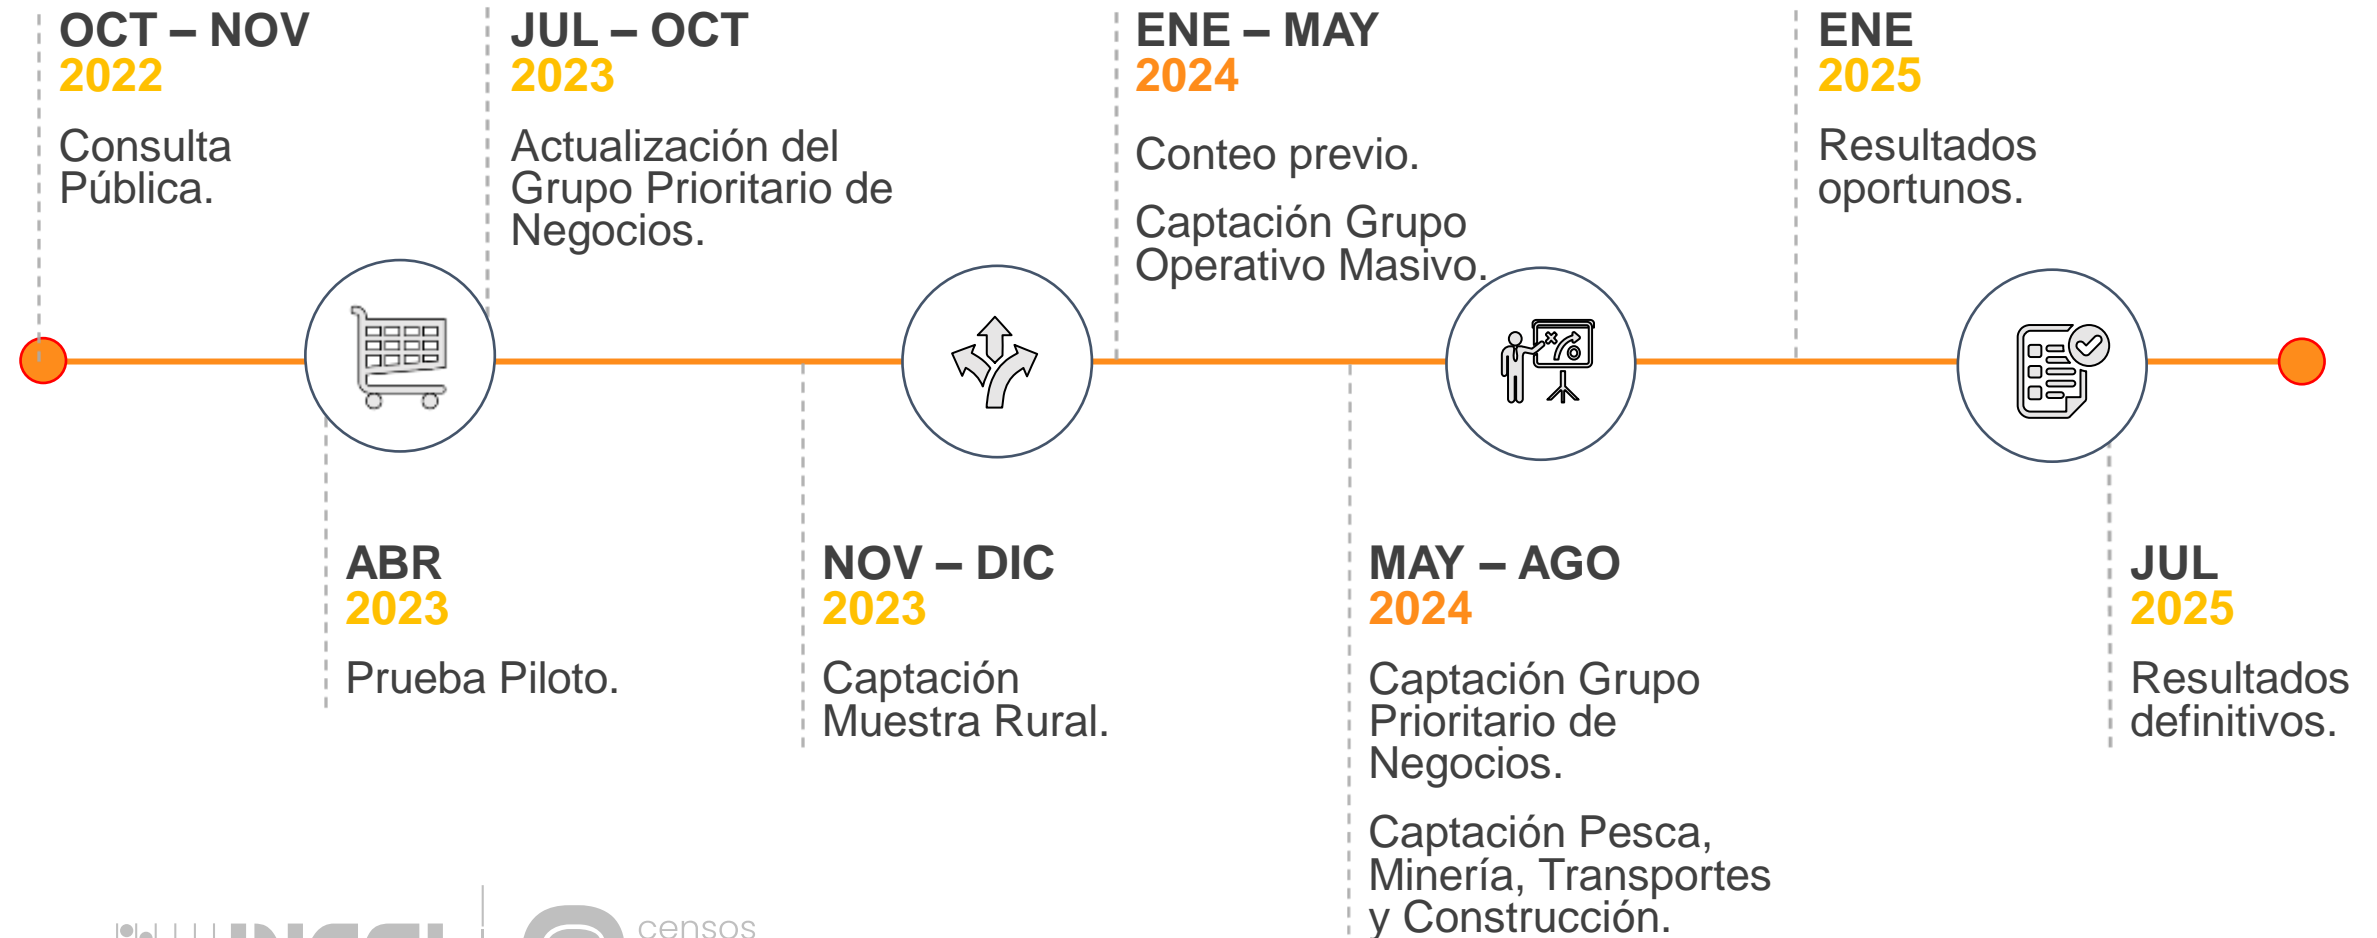 OCT – NOV
2022
Consulta
Pública.
JUL – OCT
2023
Actualización del
Grupo Prioritario de
Negocios.
ENE – MAY
2024
Conteo previo.
Captación Grupo
Operativo Masivo.
ENE
2025
Resultados
oportunos.
ABR
2023
Prueba Piloto.
NOV – DIC
2023
Captación
Muestra Rural.
MAY – AGO
2024
Captación Grupo
Prioritario de
Negocios.
Captación Pesca,
Minería, Transportes
y Construcción.
JUL
2025
Resultados
definitivos.
INEGI
censos